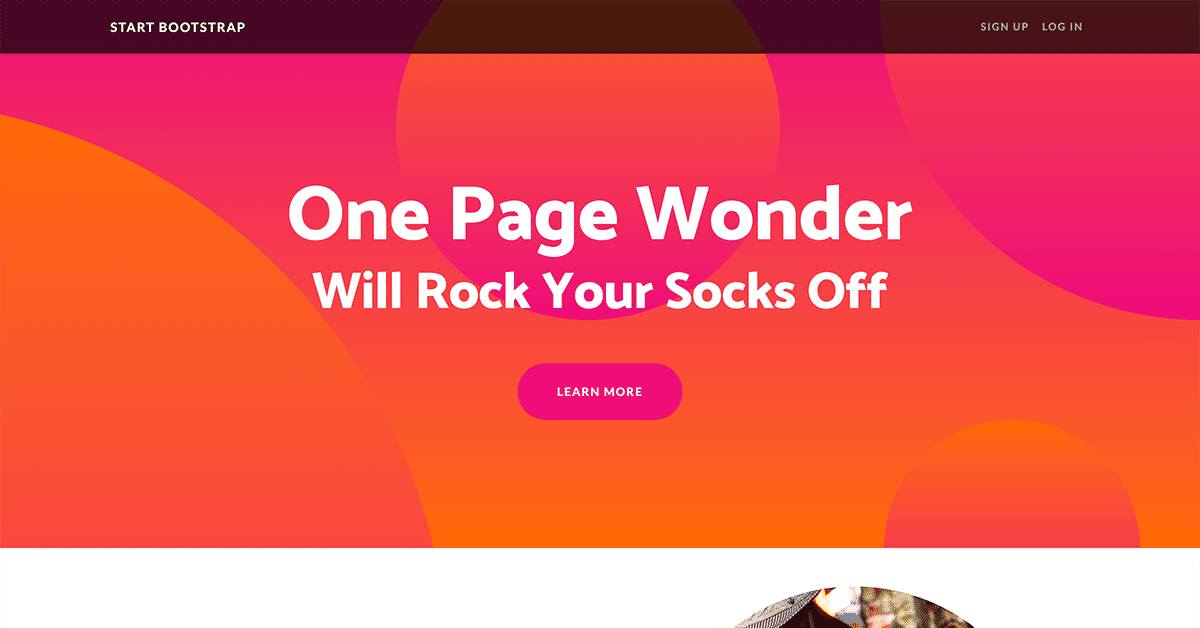 START BOOTSTRAP
SIGN UP LOG IN
One Page Wonder
Will Rock Your Socks Off
LEARN MORE